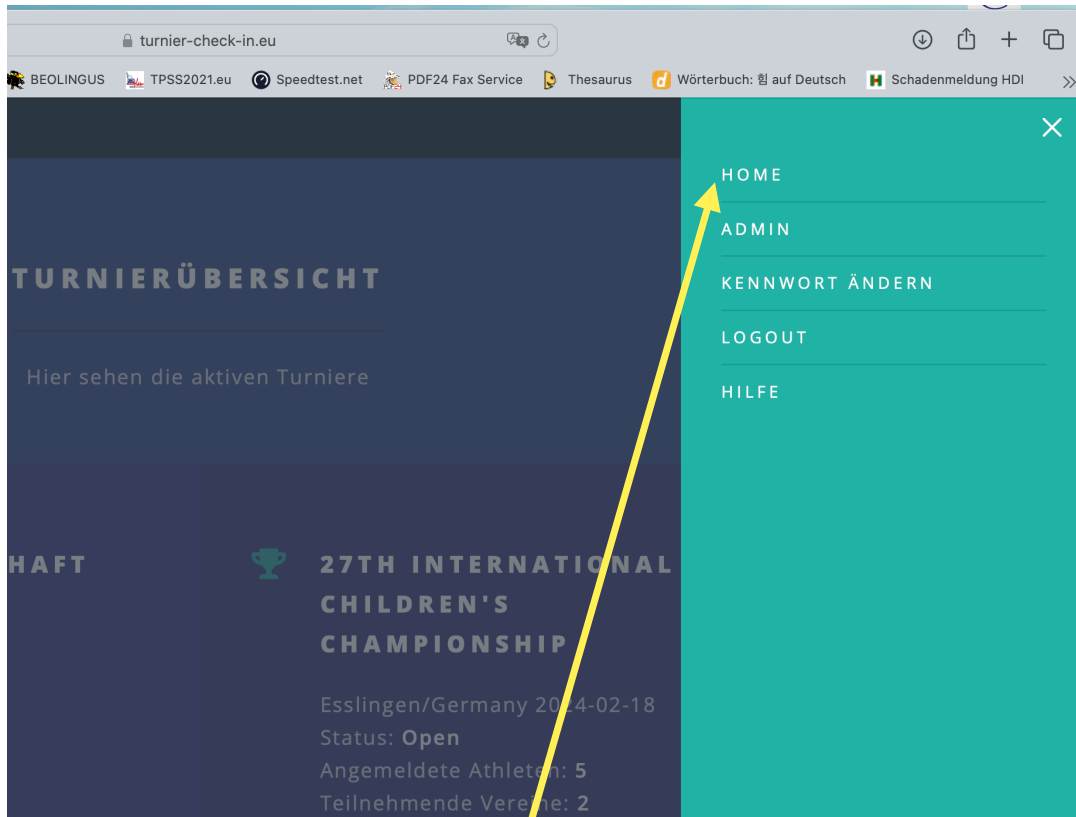 turnier-check-in.eu
BEOLINGUS TPSS2021.eu Speedtest.net PDF24 Fax Service Thesaurus Wörterbuch: 힘 auf Deutsch Schadenmeldung HDI
HOME
ADMIN
KENNWORT ÄNDERN
LOGOUT
HILFE
TURNIERÜBERSICHT
Hier sehen die aktiven Turniere
HAFT
27TH INTERNATIONAL
CHILDREN'S
CHAMPIONSHIP
Esslingen/Germany 2024-02-18
Status: Open
Angemeldete Athleten: 5
Teilnehmende Vereine: 2